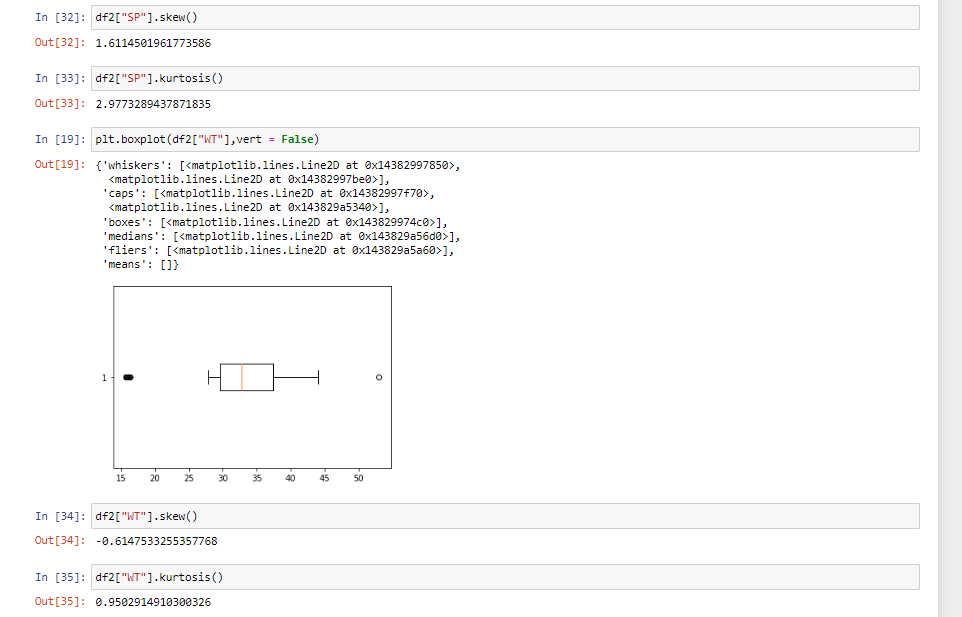 In [32]: df2["SP"].skew()
Out[32]: 1.6114501961773586
In [33]: df2["SP"].kurtosis()
Out[33]: 2.9773289437871835
In [19]: plt.boxplot(df2["WT"],vert = False)
Out[19]: {'whiskers': [<matplotlib.lines.Line2D at 0x14382997850>,
<matplotlib.lines.Line2D at 0x14382997be0>],
'caps': [<matplotlib.lines.Line2D at 0x14382997f70>,
<matplotlib.lines.Line2D at 0x143829a5340>],
'boxes': [<matplotlib.lines.Line2D at 0x143829974c0>],
'medians': [<matplotlib.lines.Line2D at 0x143829a56d0>],
'fliers': [<matplotlib.lines.Line2D at 0x143829a5a60>],
'means': []}
1
15 20 25 30 35 40 45 50
In [34]: df2["WT"].skew()
Out[34]: -0.6147533255357768
In [35]: df2["WT"].kurtosis()
Out[35]: 0.9502914910300326